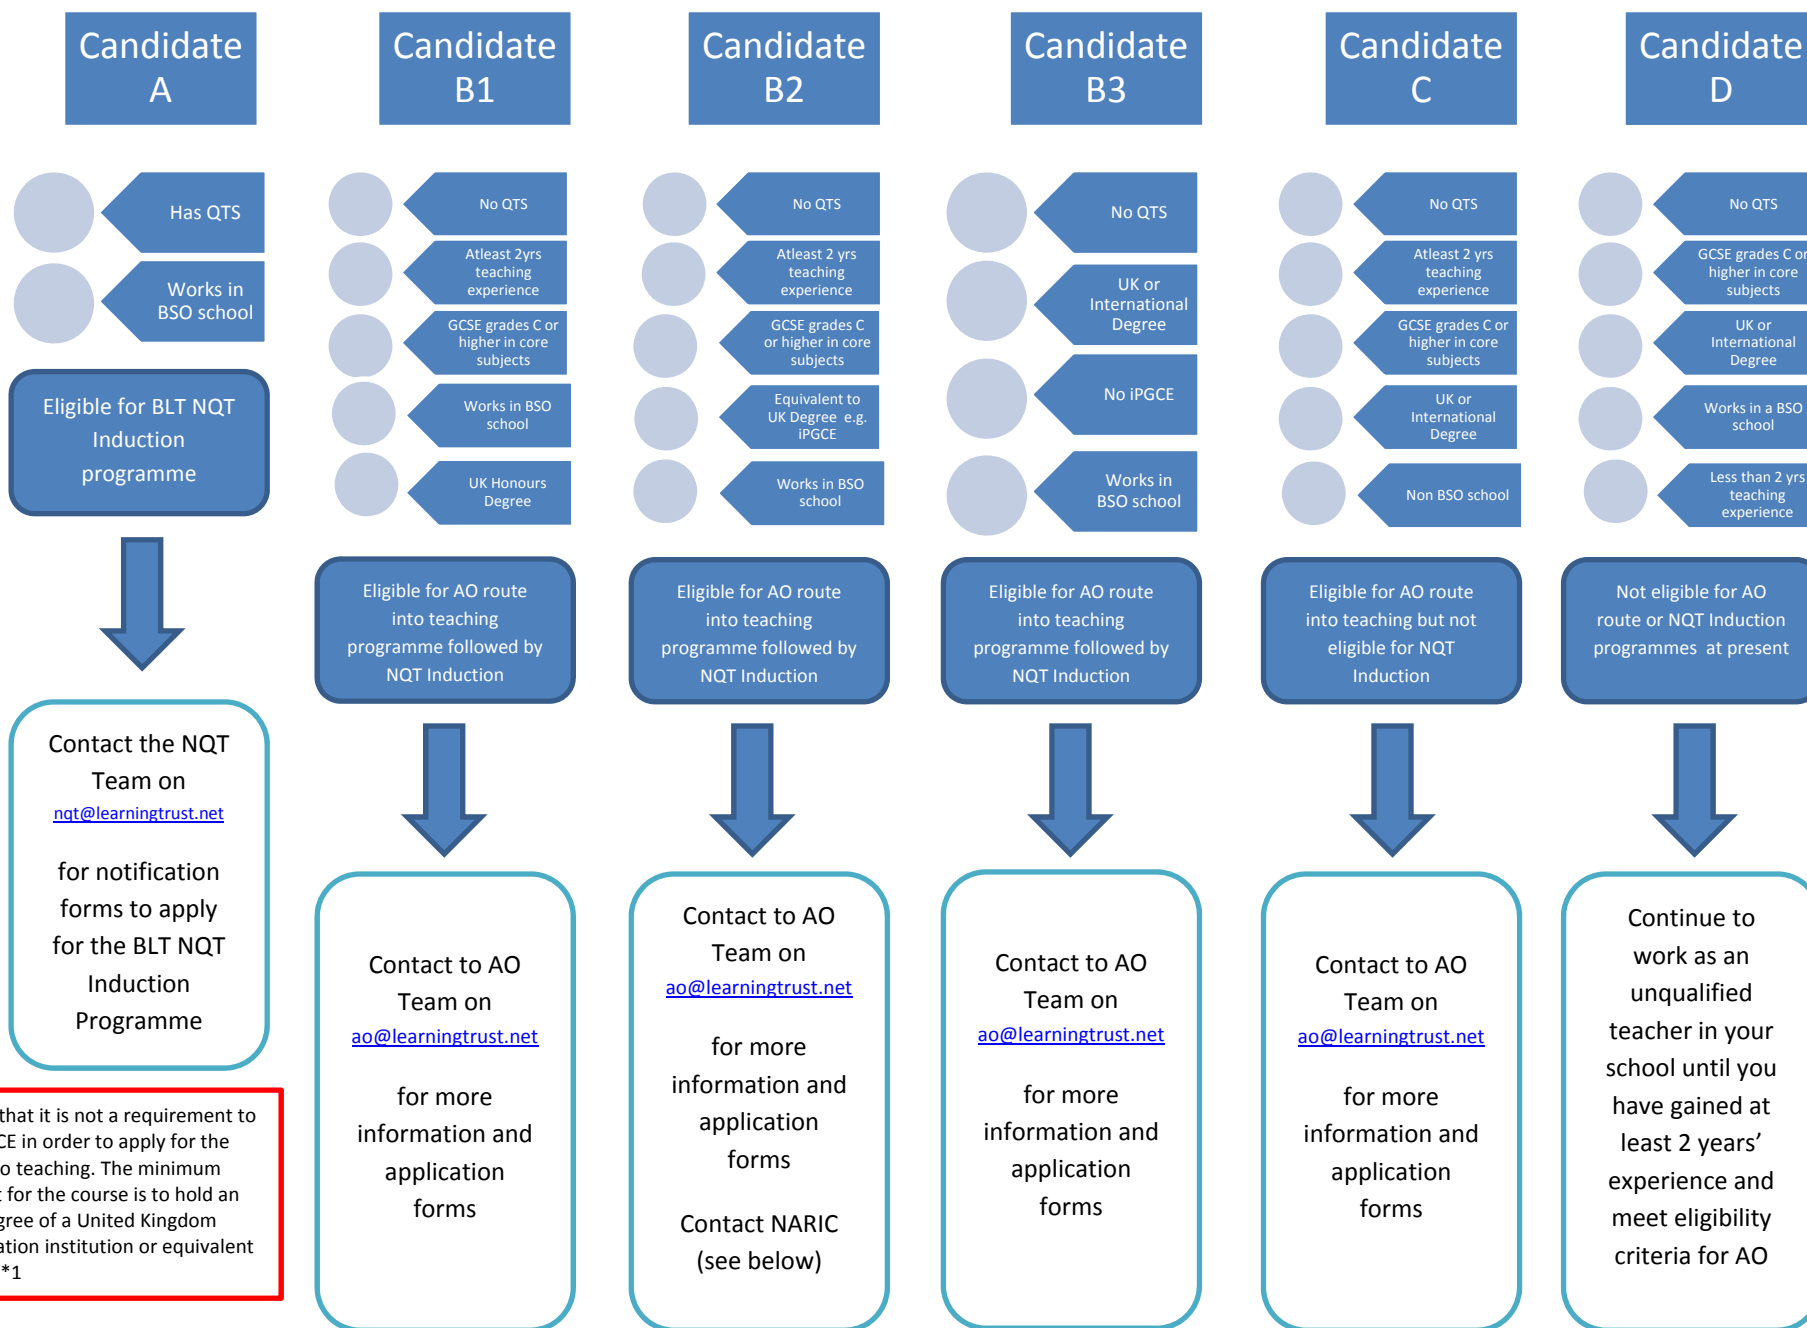 Candidate
A
Has QTS
Works in
BSO school
Eligible for BLT NQT
Induction
programme
Contact the NQT
Team on
nqt@learningtrust.net
for notification
forms to apply
for the BLT NQT
Induction
Programme
that it is not a requirement to
CE in order to apply for the
o teaching. The minimum
t for the course is to hold an
gree of a United Kingdom
ation institution or equivalent
*1
Candidate
B1
No QTS
Atleast 2yrs
teaching
experience
GCSE grades C or
higher in core
subjects
Works in BSO
school
UK Honours
Degree
Eligible for AO route
into teaching
programme followed by
NQT Induction
Contact to AO
Team on
ao@learningtrust.net
for more
information and
application
forms
Candidate
B2
No QTS
Atleast 2 yrs
teaching
experience
GCSE grades C
or higher in core
subjects
Equivalent to
UK Degree e.g.
iPGCE
Works in BSO
school
Eligible for AO route
into teaching
programme followed by
NQT Induction
Contact to AO
Team on
ao@learningtrust.net
for more
information and
application
forms
Contact NARIC
(see below)
Candidate
B3
No QTS
UK or
International
Degree
No iPGCE
Works in
BSO school
Eligible for AO route
into teaching
programme followed by
NQT Induction
Contact to AO
Team on
ao@learningtrust.net
for more
information and
application
forms
Candidate
C
No QTS
Atleast 2 yrs
teaching
experience
GCSE grades C or
higher in core
subjects
UK or
International
Degree
Non BSO school
Eligible for AO route
into teaching but not
eligible for NQT
Induction
Contact to AO
Team on
ao@learningtrust.net
for more
information and
application
forms
Candidate
D
No QTS
GCSE grades C or
higher in core
subjects
UK or
International
Degree
Works in a BSO
school
Less than 2 yrs
teaching
experience
Not eligible for AO
route or NQT Induction
programmes at present
Continue to
work as an
unqualified
teacher in your
school until you
have gained at
least 2 years’
experience and
meet eligibility
criteria for AO